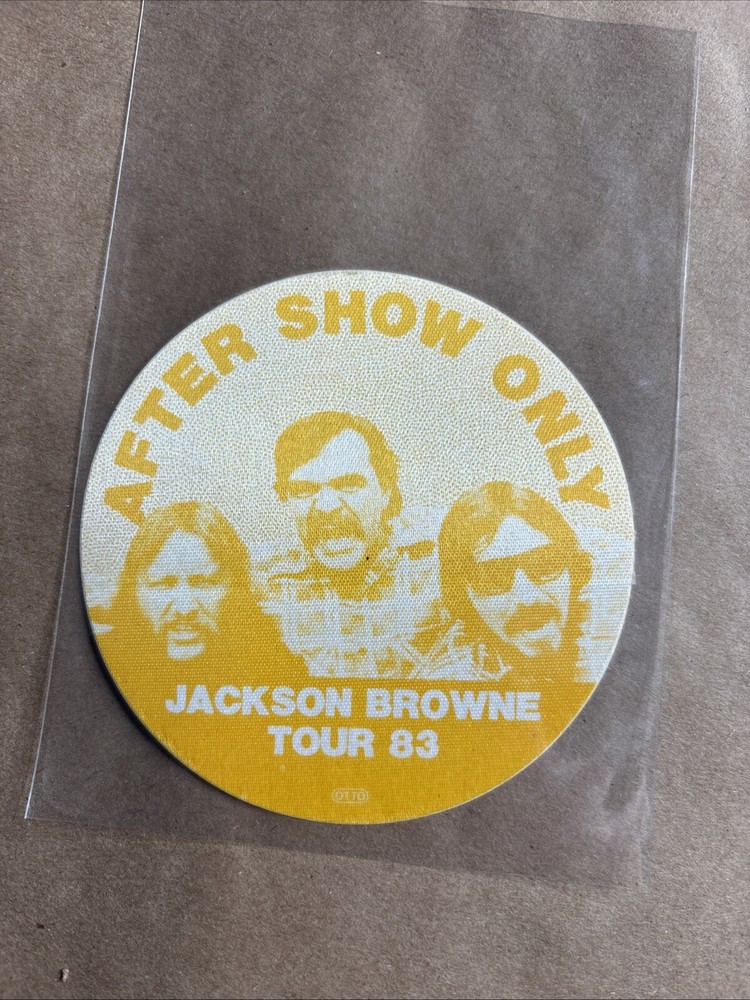 AFTER SHOW ONLY
JACKSON BROWNE
TOUR 83
OTTO